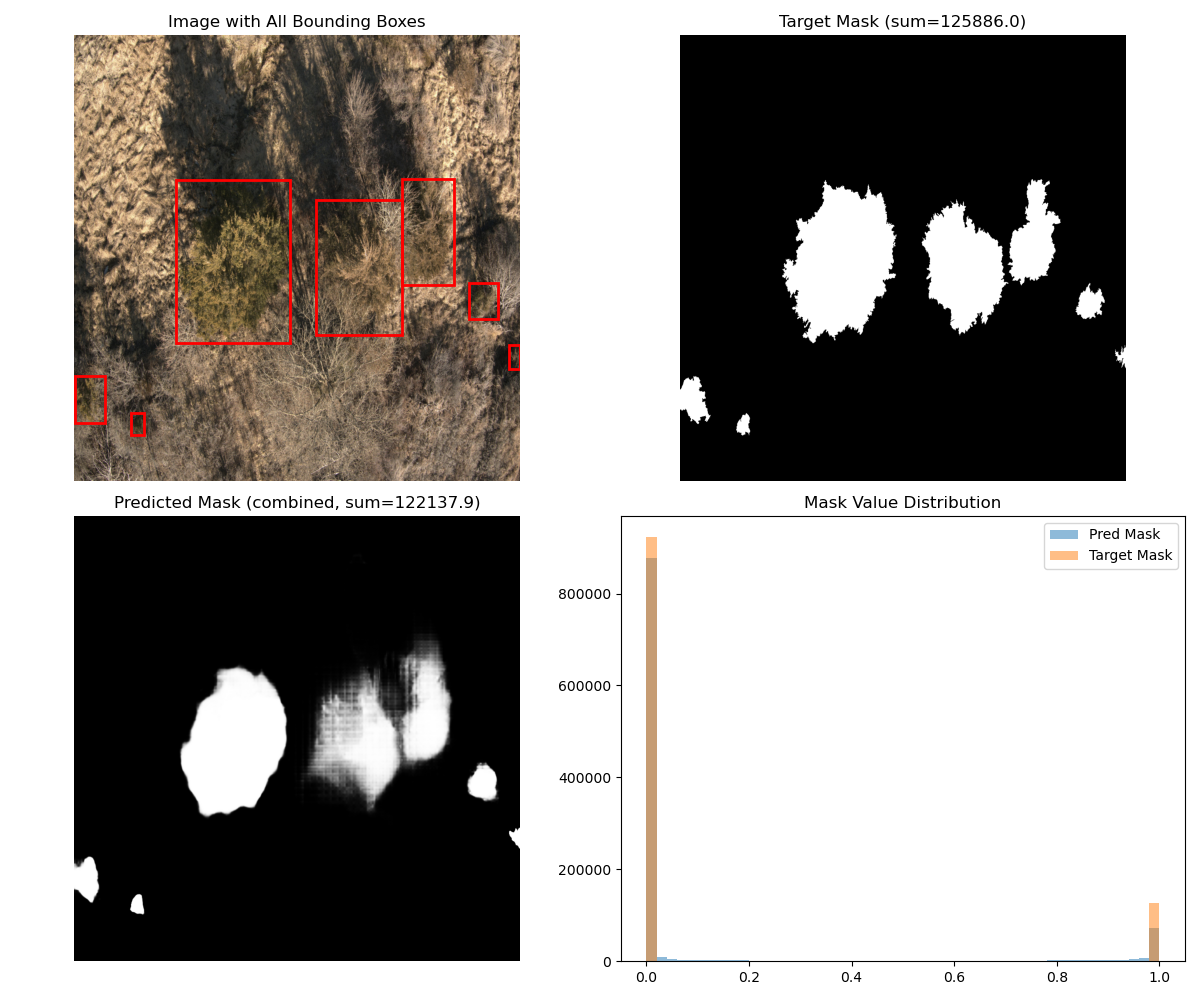 Image with All Bounding Boxes
Target Mask (sum=125886.0)
Predicted Mask (combined, sum=122137.9)
Mask Value Distribution
Pred Mask
Target Mask
800000
600000
400000
200000
0
0.0 0.2 0.4 0.6 0.8 1.0